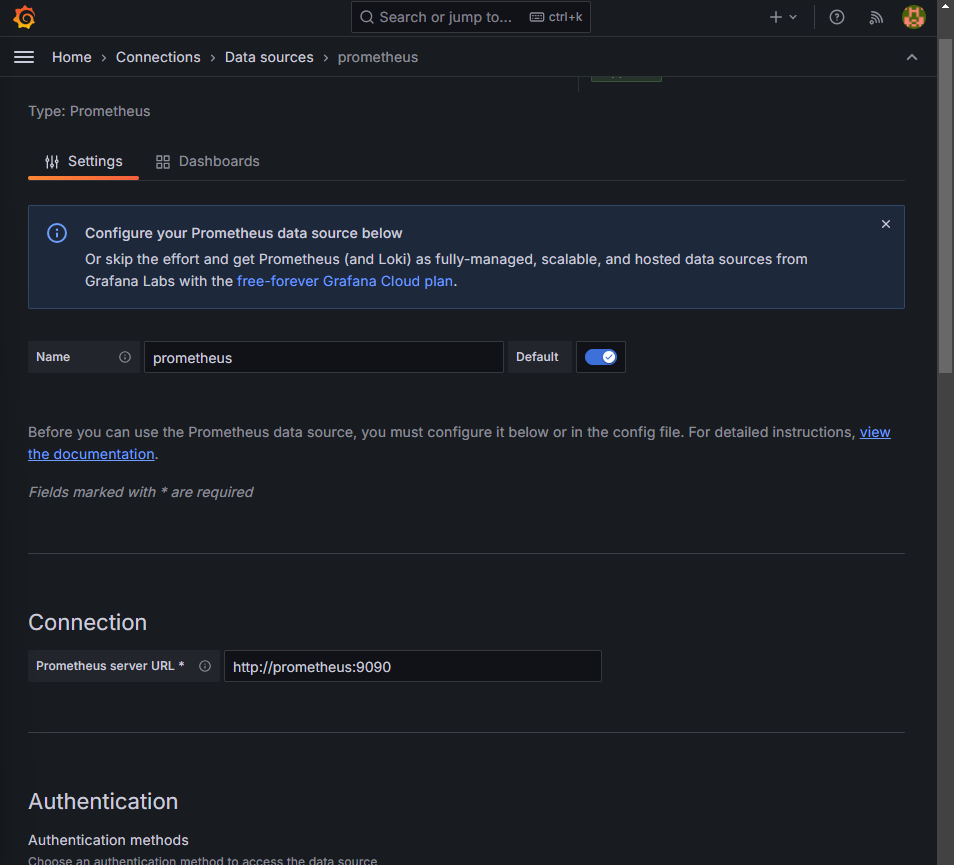 Search or jump to... ctrl+k
Home › Connections › Data sources › prometheus
Type: Prometheus
Settings Dashboards
Configure your Prometheus data source below
Or skip the effort and get Prometheus (and Loki) as fully-managed, scalable, and hosted data sources from
Grafana Labs with the free-forever Grafana Cloud plan.
Name prometheus Default
Before you can use the Prometheus data source, you must configure it below or in the config file. For detailed instructions, view
the documentation.
Fields marked with * are required
Connection
Prometheus server URL * http://prometheus:9090
Authentication
Authentication methods
Choose an authentication method to access the data source